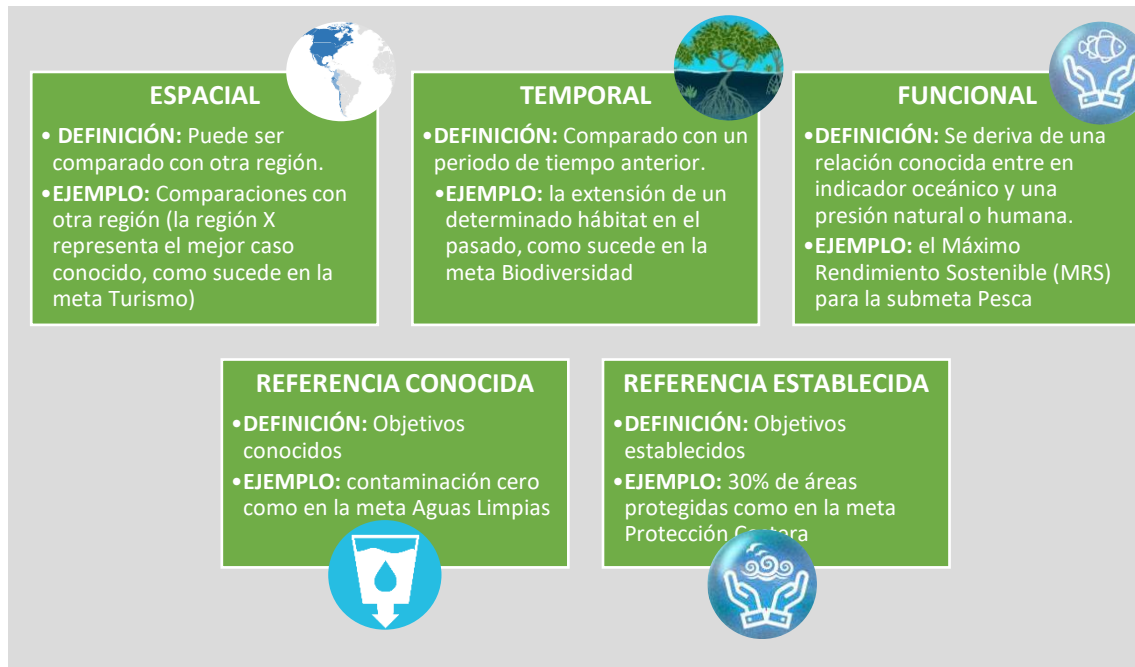 ESPACIAL
• DEFINICIÓN: Puede ser
comparado con otra región.
•EJEMPLO: Comparaciones con
otra región (la región X
representa el mejor caso
conocido, como sucede en la
meta Turismo)
TEMPORAL
•DEFINICIÓN: Comparado con un
periodo de tiempo anterior.
•EJEMPLO: la extensión de un
determinado hábitat en el
pasado, como sucede en la
meta Biodiversidad
FUNCIONAL
•DEFINICIÓN: Se deriva de una
relación conocida entre en
indicador oceánico y una
presión natural o humana.
•EJEMPLO: el Máximo
Rendimiento Sostenible (MRS)
para la submeta Pesca
REFERENCIA CONOCIDA
•DEFINICIÓN: Objetivos
conocidos
•EJEMPLO: contaminación cero
como en la meta Aguas Limpias
REFERENCIA ESTABLECIDA
•DEFINICIÓN: Objetivos
establecidos
•EJEMPLO: 30% de áreas
protegidas como en la meta
Protección